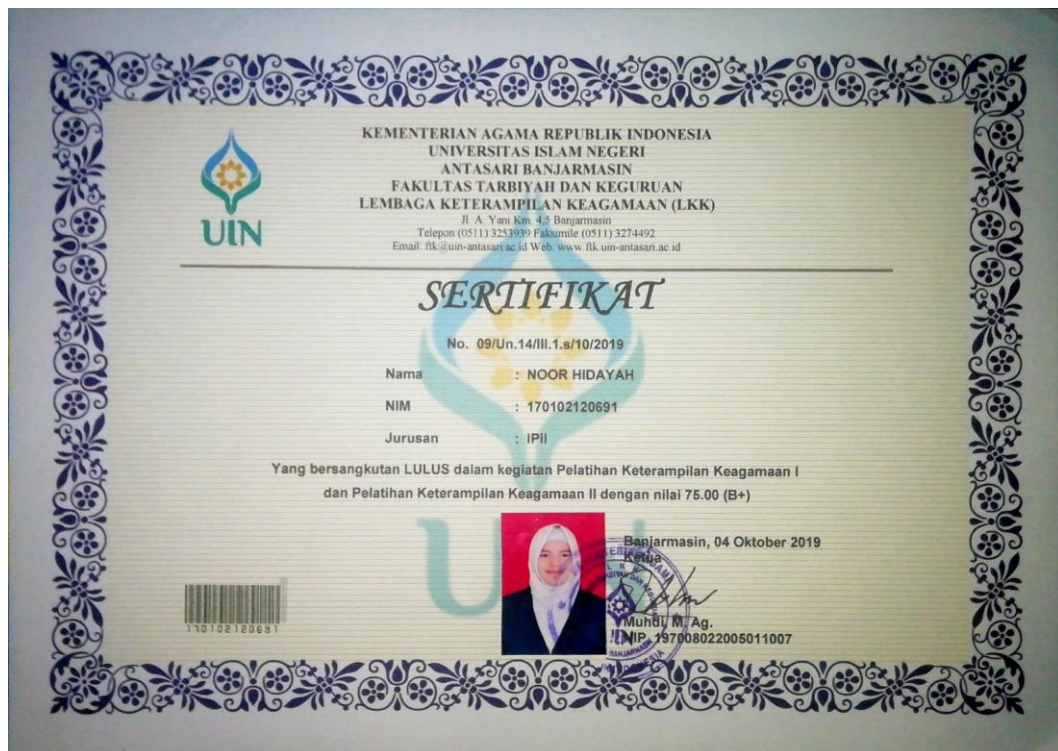 KEMENTERIAN AGAMA REPUBLIK INDONESIA
UNIVERSITAS ISLAM NEGERI
ANTASARI BANJARMASIN
FAKULTAS TARBIYAH DAN KEGURUAN
LEMBAGA KETERAMPILAN KEAGAMAAN (LKK)
Jl. A. Yani Km. 4,5 Banjarmasin
Telepon (0511) 3253939 Faksimile (0511) 3274492
Email: ftk@uin-antasari.ac.id Web: www.ftk.uin-antasari.ac.id
UIN
SERTIFIKAT
No. 09/Un.14/III.1.s/10/2019
Nama : NOOR HIDAYAH
NIM : 170102120691
Jurusan : IPII
Yang bersangkutan LULUS dalam kegiatan Pelatihan Keterampilan Keagamaan I
dan Pelatihan Keterampilan Keagamaan II dengan nilai 75.00 (B+)
Banjarmasin, 04 Oktober 2019
Ketua
Muhdi, M. Ag.
NIP. 197008022005011007
170102120691